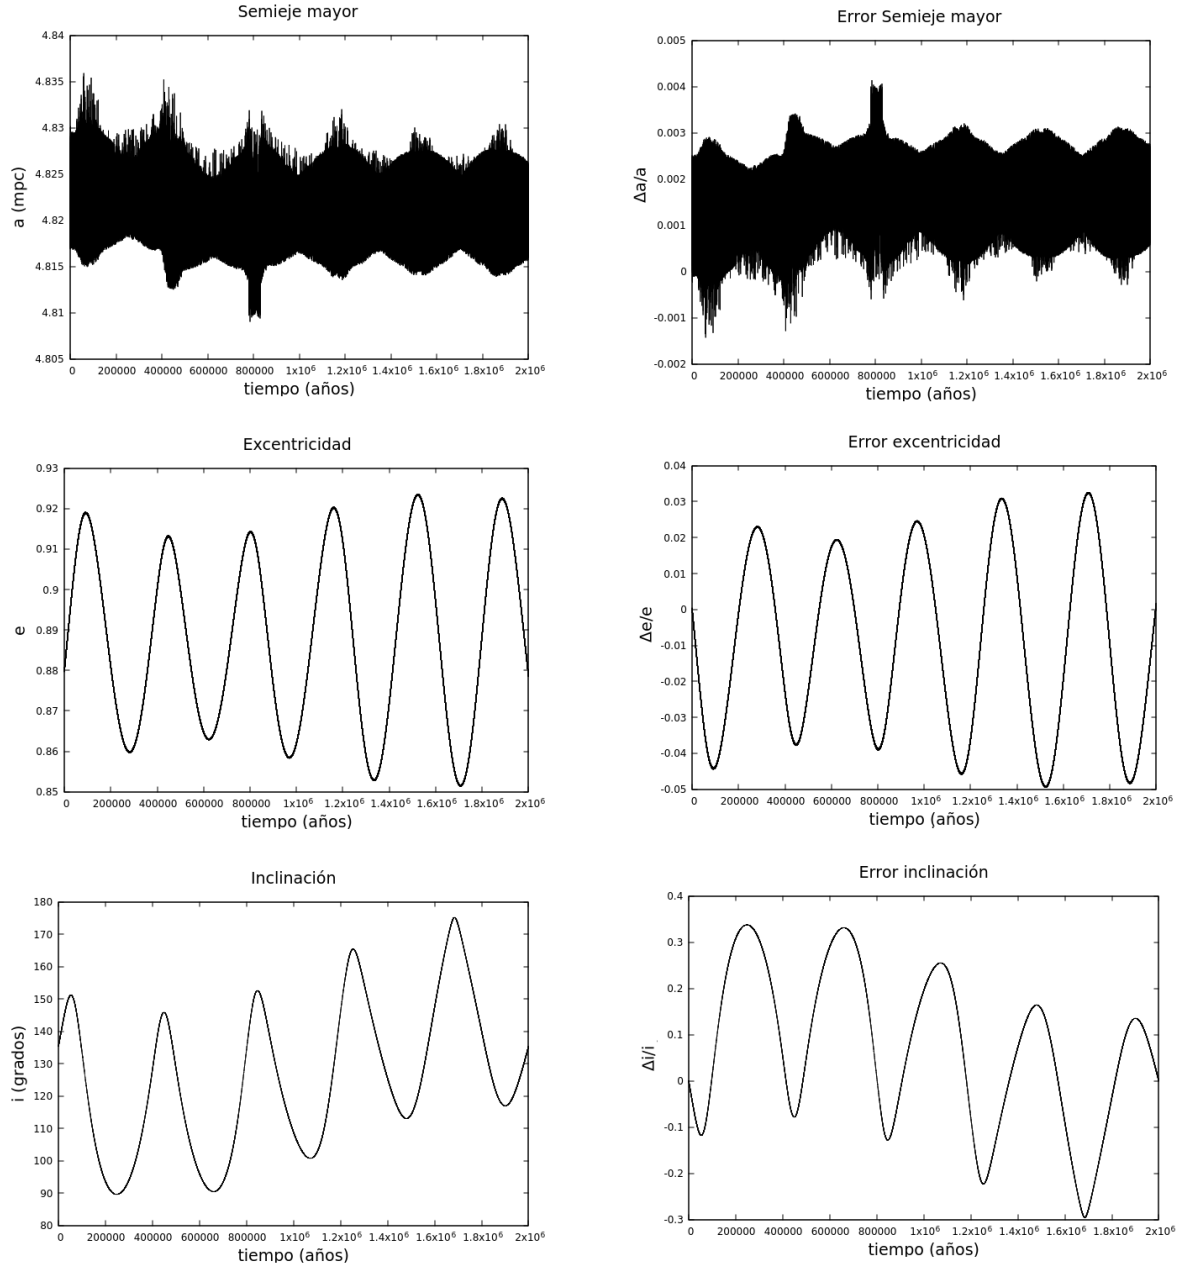 Semieje mayor
4.84
4.835
4.83
4.825
4.82
4.815
4.81
4.805
a (mpc)
0 200000 400000 600000 800000 1x10⁶ 1.2x10⁶ 1.4x10⁶ 1.6x10⁶ 1.8x10⁶ 2x10⁶
tiempo (años)
Error Semieje mayor
0.005
0.004
0.003
0.002
0.001
0
-0.001
-0.002
Δa/a
0 200000 400000 600000 800000 1x10⁶ 1.2x10⁶ 1.4x10⁶ 1.6x10⁶ 1.8x10⁶ 2x10⁶
tiempo (años)
Excentricidad
0.93
0.92
0.91
0.9
0.89
0.88
0.87
0.86
0.85
e
0 200000 400000 600000 800000 1x10⁶ 1.2x10⁶ 1.4x10⁶ 1.6x10⁶ 1.8x10⁶ 2x10⁶
tiempo (años)
Error excentricidad
0.04
0.03
0.02
0.01
0
-0.01
-0.02
-0.03
-0.04
-0.05
Δe/e
0 200000 400000 600000 800000 1x10⁶ 1.2x10⁶ 1.4x10⁶ 1.6x10⁶ 1.8x10⁶ 2x10⁶
tiempo (años)
Inclinación
180
170
160
150
140
130
120
110
100
90
80
i (grados)
0 200000 400000 600000 800000 1x10⁶ 1.2x10⁶ 1.4x10⁶ 1.6x10⁶ 1.8x10⁶ 2x10⁶
tiempo (años)
Error inclinación
0.4
0.3
0.2
0.1
0
-0.1
-0.2
-0.3
Δi/i
0 200000 400000 600000 800000 1x10⁶ 1.2x10⁶ 1.4x10⁶ 1.6x10⁶ 1.8x10⁶ 2x10⁶
tiempo (años)